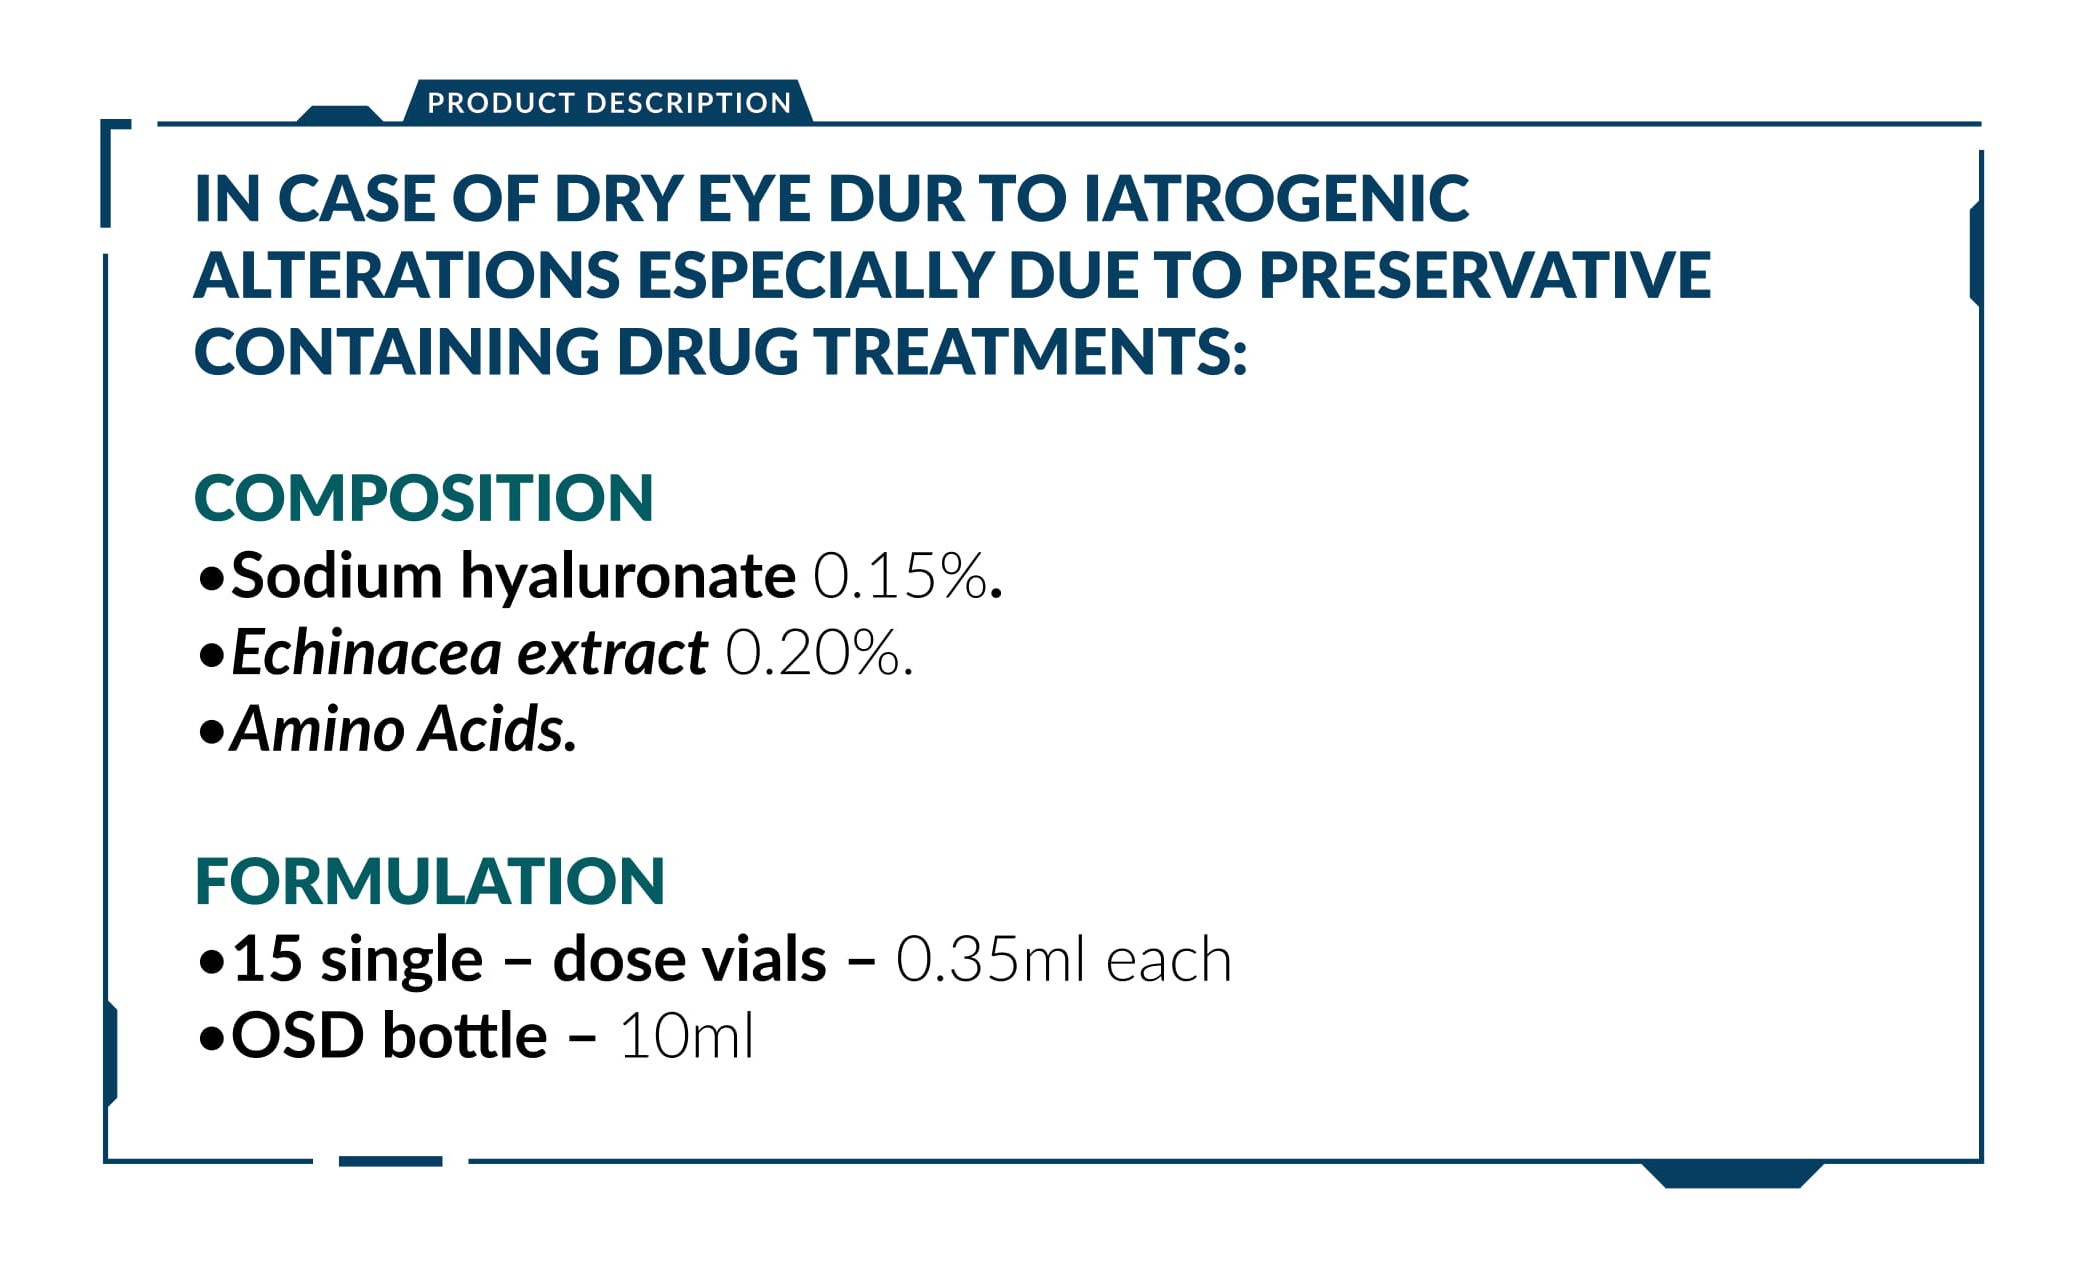 PRODUCT DESCRIPTION
IN CASE OF DRY EYE DUR TO IATROGENIC
ALTERATIONS ESPECIALLY DUE TO PRESERVATIVE
CONTAINING DRUG TREATMENTS:
COMPOSITION
•Sodium hyaluronate 0.15%.
•Echinacea extract 0.20%.
•Amino Acids.
FORMULATION
•15 single – dose vials – 0.35ml each
•OSD bottle – 10ml